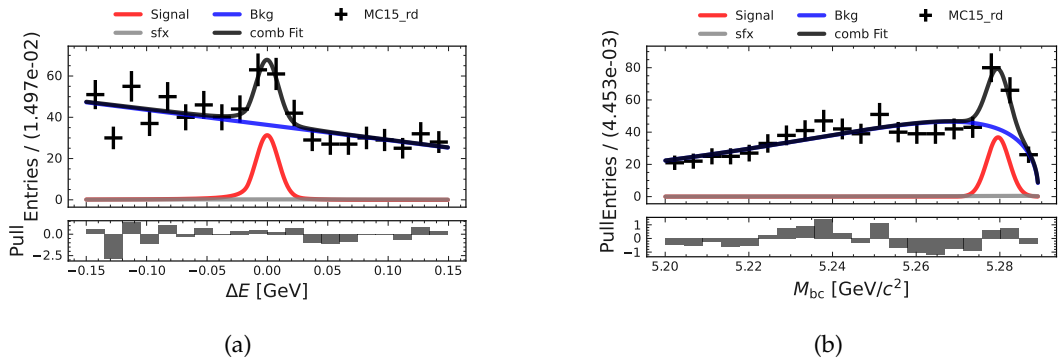 Signal Bkg MC15_rd
sfx comb Fit
Entries / (1.497e-02)
60
40
20
0
Pull
0.0
−2.5
−0.15 −0.10 −0.05 0.00 0.05 0.10 0.15
ΔE [GeV]
(a)
Signal Bkg MC15_rd
sfx comb Fit
Entries / (4.453e-03)
80
60
40
20
0
Pull
1
0
−1
5.20 5.22 5.24 5.26 5.28
M_bc [GeV/c²]
(b)